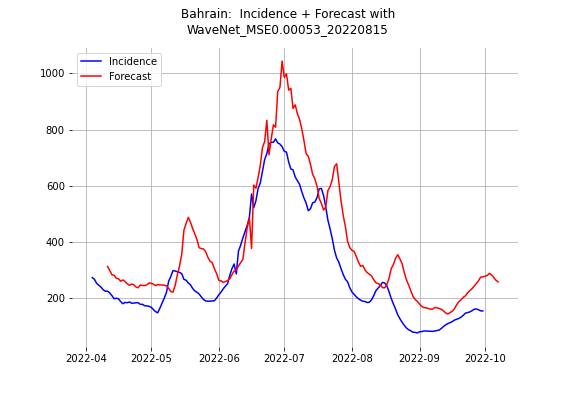 Bahrain:  Incidence + Forecast with
WaveNet_MSE0.00053_20220815
Incidence
Forecast
1000
800
600
400
200
2022-04 2022-05 2022-06 2022-07 2022-08 2022-09 2022-10